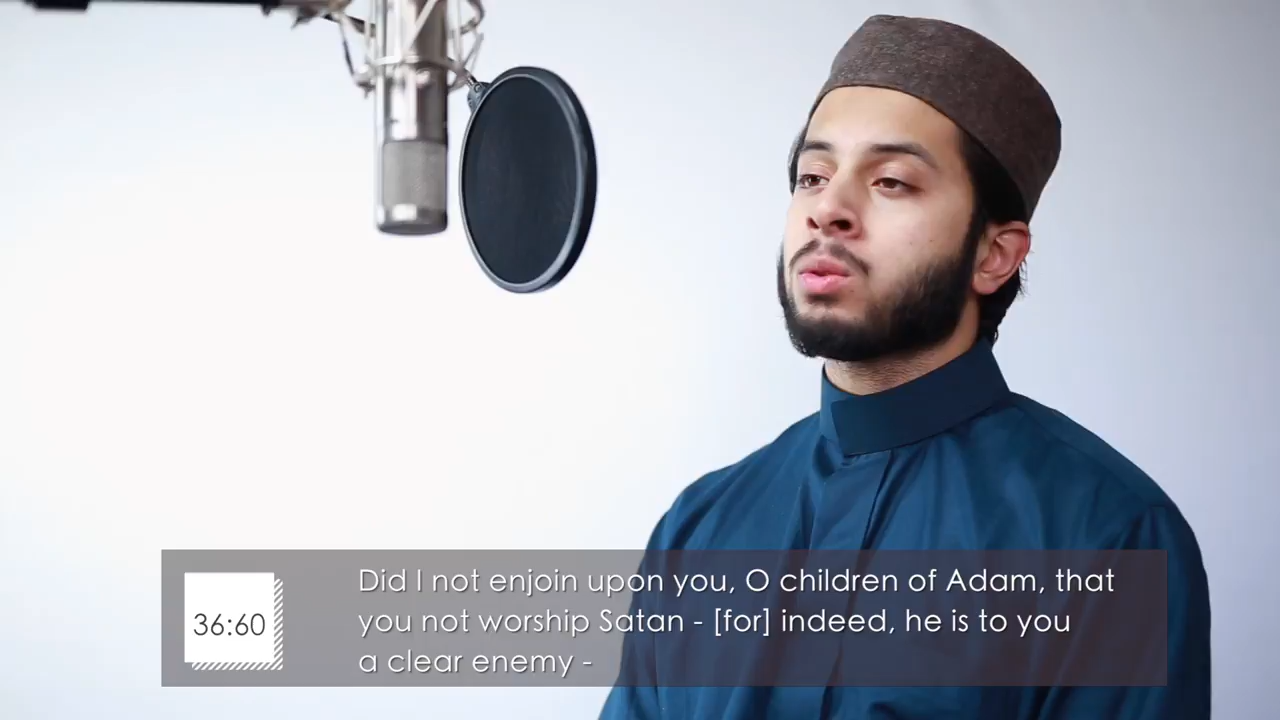 36:60
Did I not enjoin upon you, O children of Adam, that
you not worship Satan - [for] indeed, he is to you
a clear enemy -